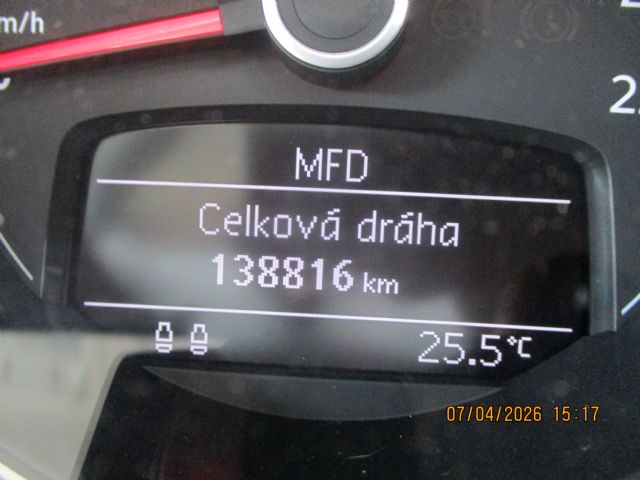 m/h
MFD
Celková dráha
138816 km
25.5°C
07/04/2026 15:17